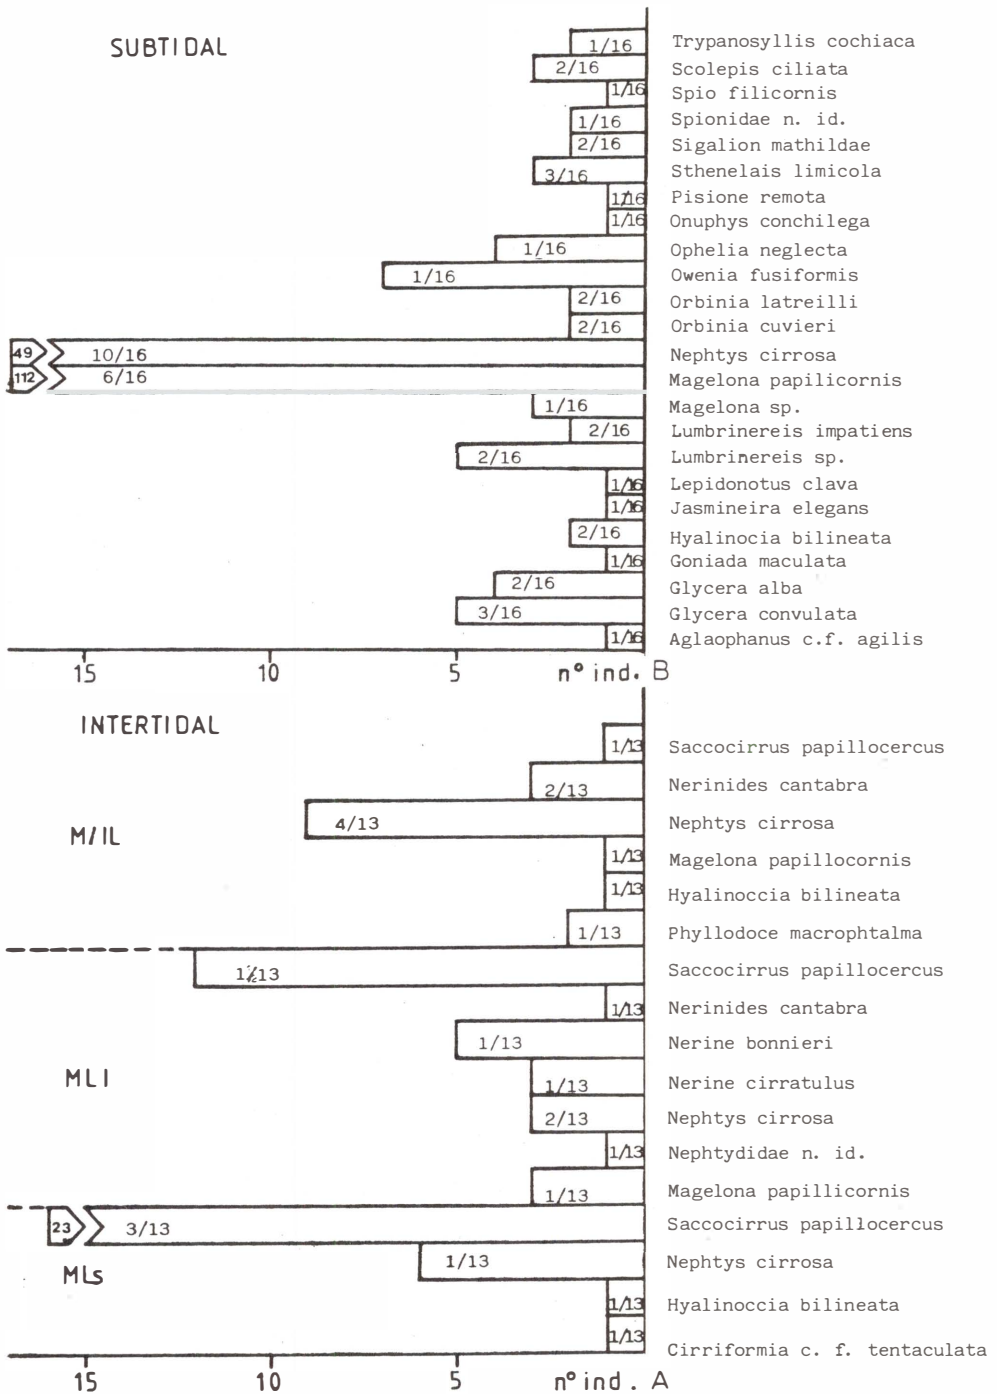 SUBTIDAL
1/16 Trypanosyllis cochiaca
2/16 Scolepis ciliata
1/16 Spio filicornis
1/16 Spionidae n. id.
2/16 Sigalion mathildae
3/16 Sthenelais limicola
1/16 Pisione remota
1/16 Onuphys conchilega
1/16 Ophelia neglecta
1/16 Owenia fusiformis
2/16 Orbinia latreilli
2/16 Orbinia cuvieri
49 10/16 Nephtys cirrosa
112 6/16 Magelona papilicornis
1/16 Magelona sp.
2/16 Lumbrinereis impatiens
2/16 Lumbrinereis sp.
1/16 Lepidonotus clava
1/16 Jasmineira elegans
2/16 Hyalinocia bilineata
1/16 Goniada maculata
2/16 Glycera alba
3/16 Glycera convulata
1/16 Aglaophanus c.f. agilis
15 10 5 nº ind. B
INTERTIDAL
1/13 Saccocirrus papillocercus
2/13 Nerinides cantabra
M/IL 4/13 Nephtys cirrosa
1/13 Magelona papillocornis
1/13 Hyalinoccia bilineata
1/13 Phyllodoce macrophtalma
1/13 Saccocirrus papillocercus
1/13 Nerinides cantabra
1/13 Nerine bonnieri
MLI 1/13 Nerine cirratulus
2/13 Nephtys cirrosa
1/13 Nephtydidae n. id.
1/13 Magelona papillicornis
23 3/13 Saccocirrus papillocercus
MLs 1/13 Nephtys cirrosa
1/13 Hyalinoccia bilineata
1/13 Cirriformia c. f. tentaculata
15 10 5 nº ind. A